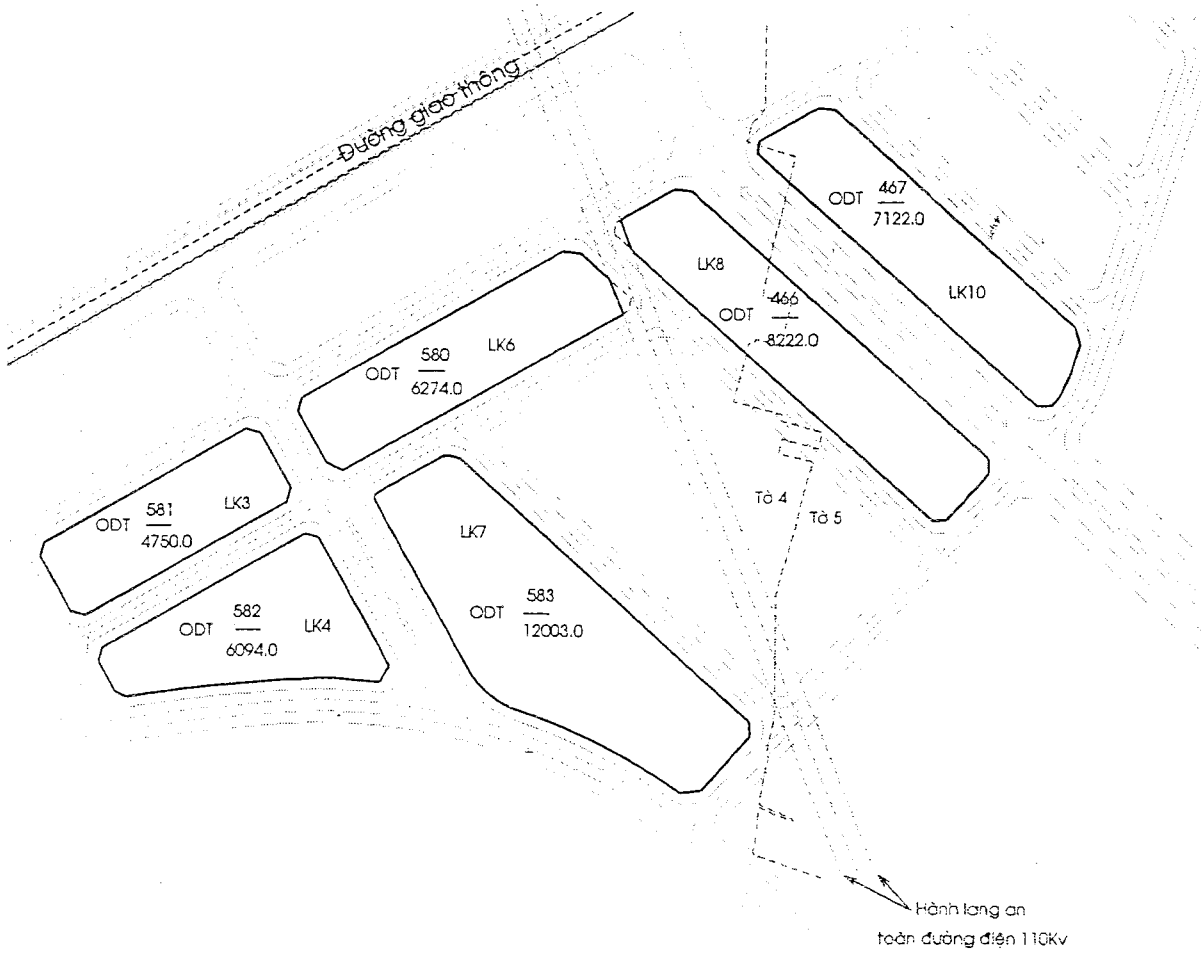 Đường giao thông
467
ODT
7122.0
LK10
LK8
466
ODT
8222.0
580
LK6
ODT
6274.0
581
LK3
ODT
4750.0
582
ODT
LK4
6094.0
LK7
583
ODT
12003.0
Tờ 4
Tờ 5
Hành lang an
toàn đường điện 110Kv